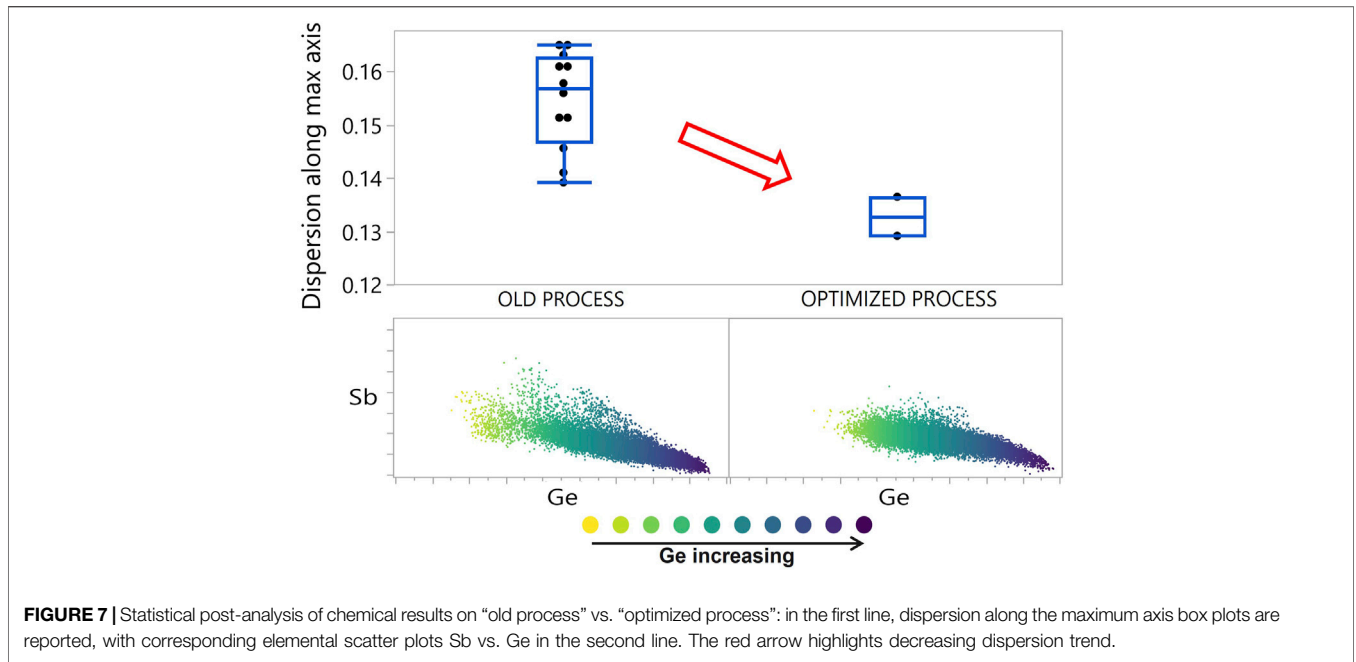 Dispersion along max axis
0.16
0.15
0.14
0.13
0.12
OLD PROCESS
OPTIMIZED PROCESS
Sb
Ge
Ge
Ge increasing
FIGURE 7 | Statistical post-analysis of chemical results on “old process” vs. “optimized process”: in the first line, dispersion along the maximum axis box plots are
reported, with corresponding elemental scatter plots Sb vs. Ge in the second line. The red arrow highlights decreasing dispersion trend.